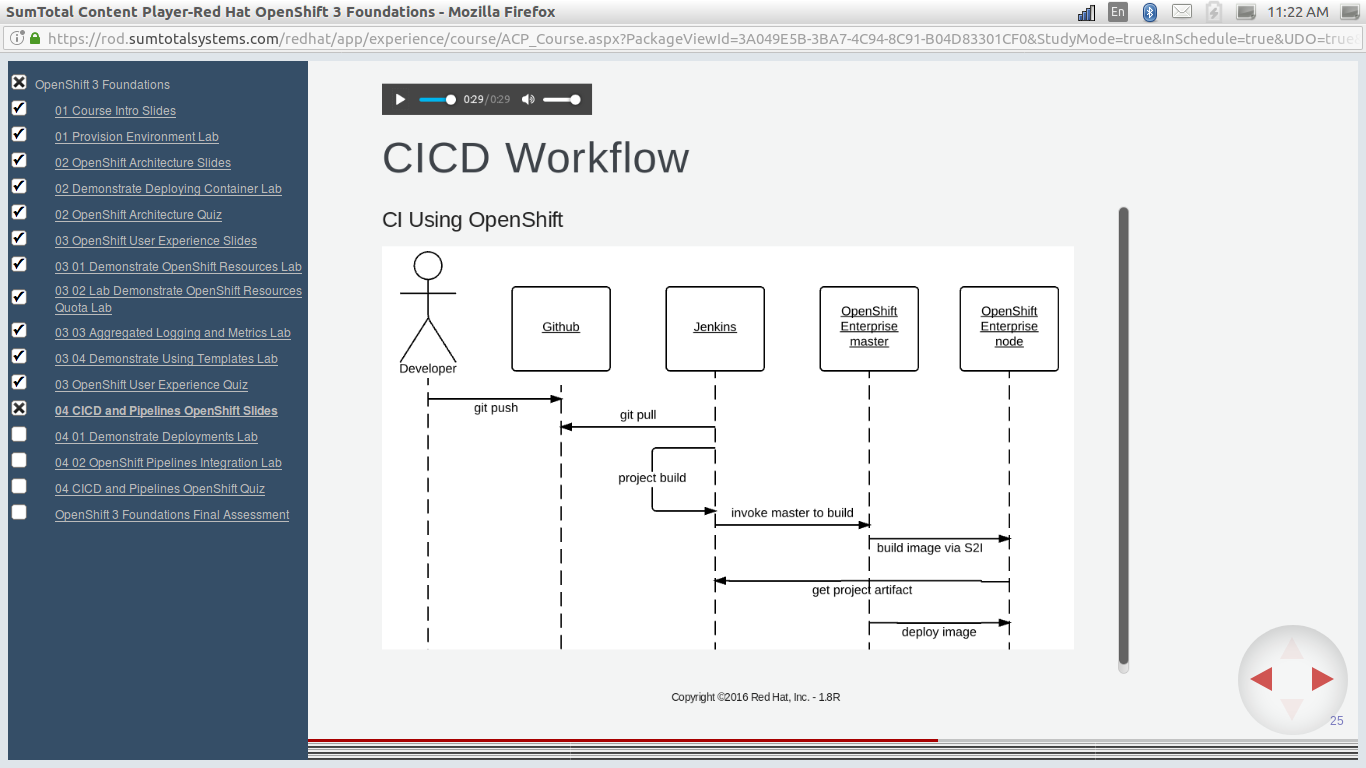 SumTotal Content Player-Red Hat OpenShift 3 Foundations - Mozilla Firefox
En
11:22 AM
https://rod.sumtotalsystems.com/redhat/app/experience/course/ACP_Course.aspx?PackageViewId=3A049E5B-3BA7-4C94-8C91-B04D83301CF0&StudyMode=true&InSchedule=true&UDO=true
OpenShift 3 Foundations
01 Course Intro Slides
01 Provision Environment Lab
02 OpenShift Architecture Slides
02 Demonstrate Deploying Container Lab
02 OpenShift Architecture Quiz
03 OpenShift User Experience Slides
03 01 Demonstrate OpenShift Resources Lab
03 02 Lab Demonstrate OpenShift Resources
Quota Lab
03 03 Aggregated Logging and Metrics Lab
03 04 Demonstrate Using Templates Lab
03 OpenShift User Experience Quiz
04 CICD and Pipelines OpenShift Slides
04 01 Demonstrate Deployments Lab
04 02 OpenShift Pipelines Integration Lab
04 CICD and Pipelines OpenShift Quiz
OpenShift 3 Foundations Final Assessment
0:29/0:29
CICD Workflow
CI Using OpenShift
Developer
Github
Jenkins
OpenShift
Enterprise
master
OpenShift
Enterprise
node
git push
git pull
project build
invoke master to build
build image via S2I
get project artifact
deploy image
Copyright ©2016 Red Hat, Inc. - 1.8R
25